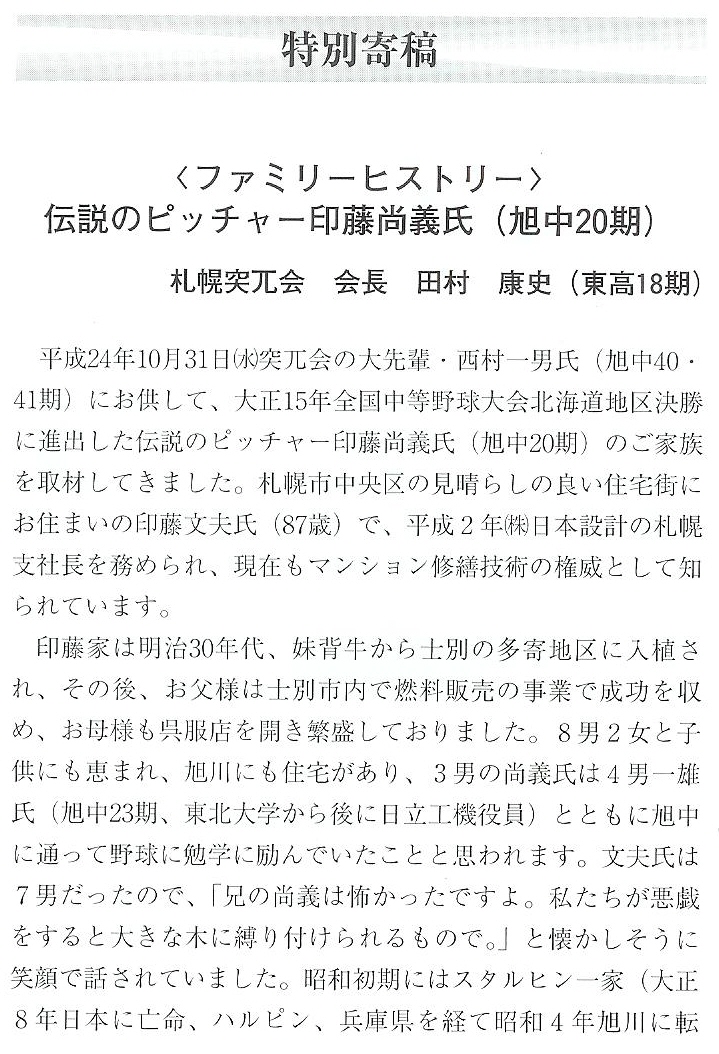 特別寄稿
〈ファミリーヒストリー〉
伝説のピッチャー印藤尚義氏（旭中20期）
札幌突兀会　会長　田村　康史（東高18期）
平成24年10月31日㈬突兀会の大先輩・西村一男氏（旭中40・
41期）にお供して、大正15年全国中等野球大会北海道地区決勝
に進出した伝説のピッチャー印藤尚義氏（旭中20期）のご家族
を取材してきました。札幌市中央区の見晴らしの良い住宅街に
お住まいの印藤文夫氏（87歳）で、平成２年㈱日本設計の札幌
支社長を務められ、現在もマンション修繕技術の権威として知
られています。
印藤家は明治30年代、妹背牛から士別の多寄地区に入植さ
れ、その後、お父様は士別市内で燃料販売の事業で成功を収
め、お母様も呉服店を開き繁盛しておりました。８男２女と子
供にも恵まれ、旭川にも住宅があり、３男の尚義氏は４男一雄
氏（旭中23期、東北大学から後に日立工機役員）とともに旭中
に通って野球に勉学に励んでいたことと思われます。文夫氏は
７男だったので、「兄の尚義は怖かったですよ。私たちが悪戯
をすると大きな木に縛り付けられるもので。」と懐かしそうに
笑顔で話されていました。昭和初期にはスタルヒン一家（大正
８年日本に亡命、ハルピン、兵庫県を経て昭和４年旭川に転